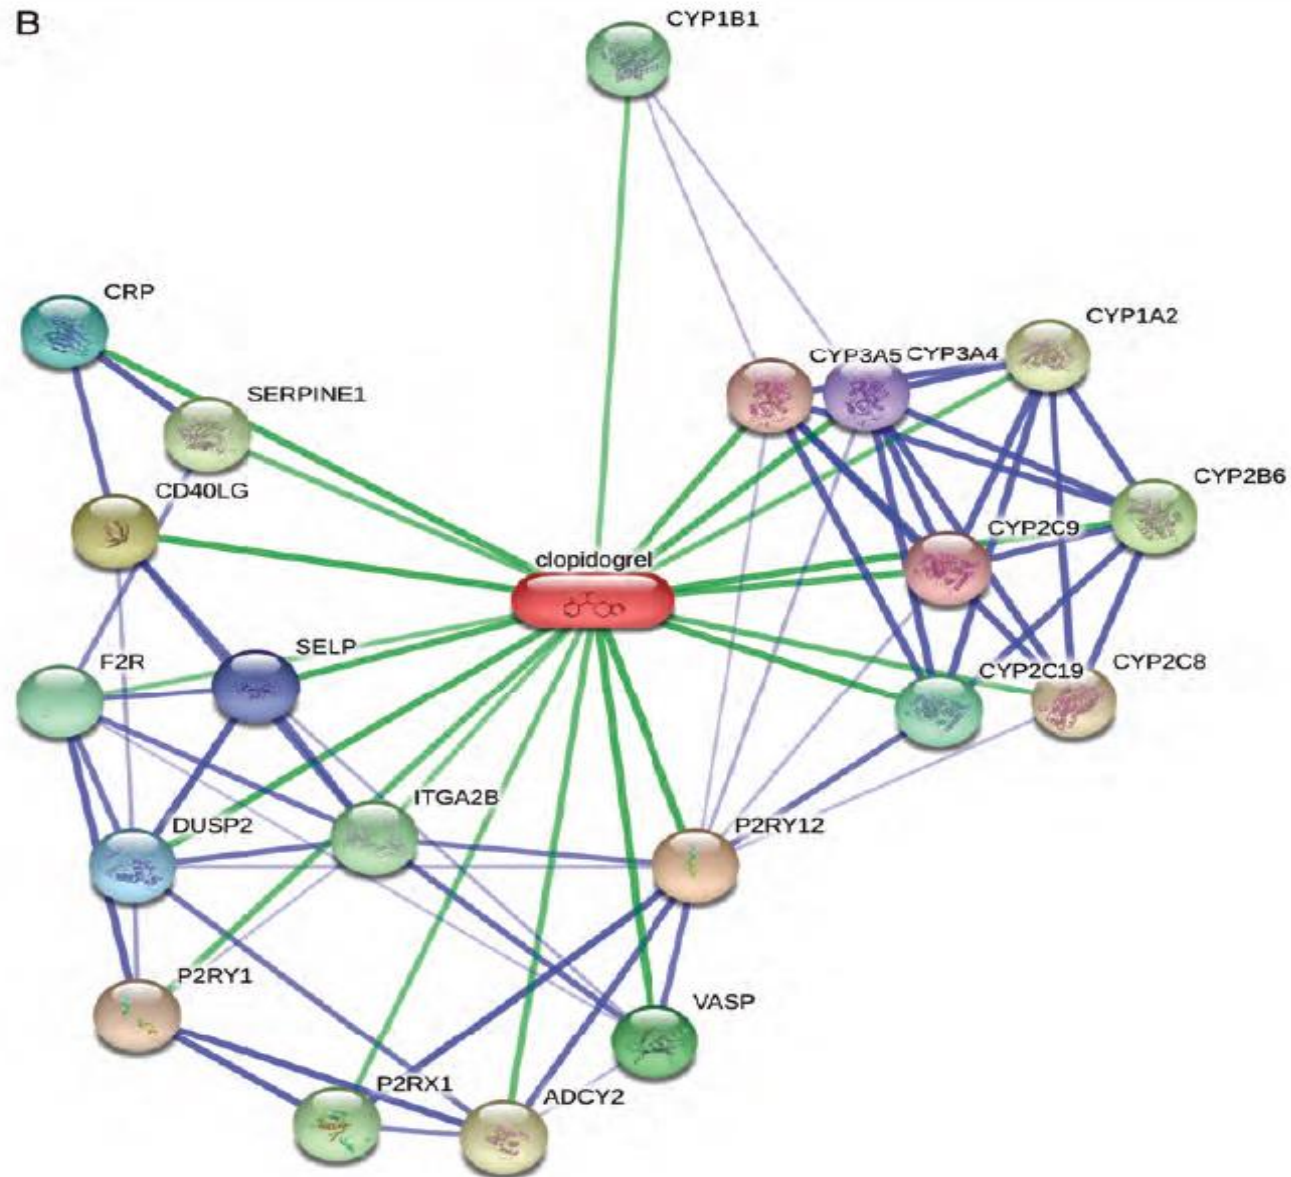 B
CYP1B1
CRP
CYP1A2
CYP3A5 CYP3A4
SERPINE1
CYP2B6
CD40LG
CYP2C9
clopidogrel
F2R
SELP
CYP2C19
CYP2C8
ITGA2B
DUSP2
P2RY12
P2RY1
VASP
P2RX1
ADCY2